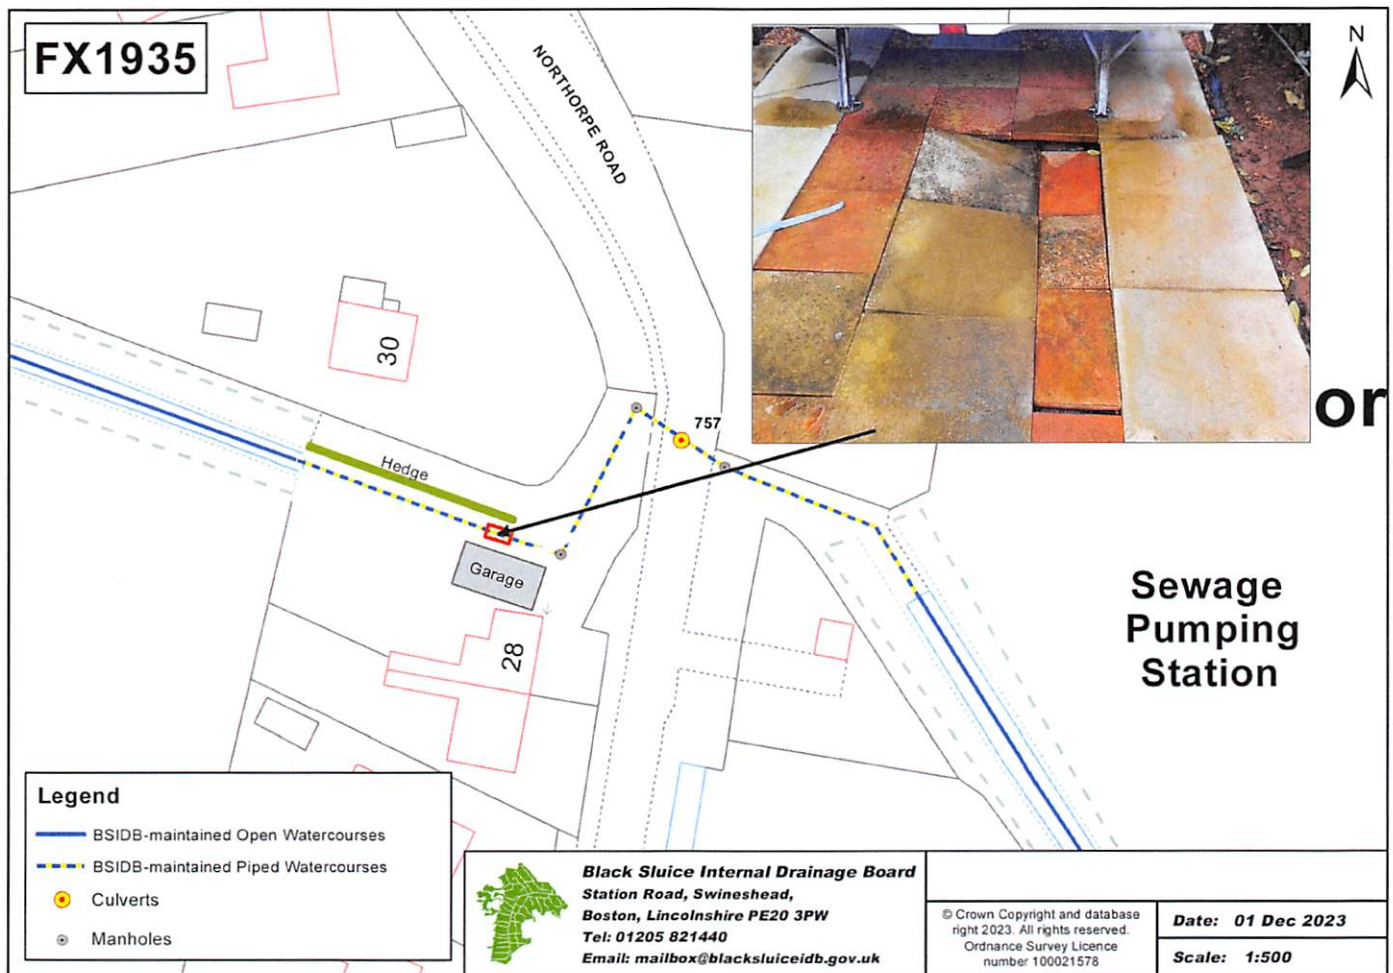 FX1935
NORTHORPE ROAD
N
or
30
757
Hedge
Garage
28
Sewage
Pumping
Station
Legend
BSIDB-maintained Open Watercourses
BSIDB-maintained Piped Watercourses
Culverts
Manholes
Black Sluice Internal Drainage Board
Station Road, Swineshead,
Boston, Lincolnshire PE20 3PW
Tel: 01205 821440
Email: mailbox@blacksluiceidb.gov.uk
© Crown Copyright and database
right 2023. All rights reserved.
Ordnance Survey Licence
number 100021578
Date: 01 Dec 2023
Scale: 1:500